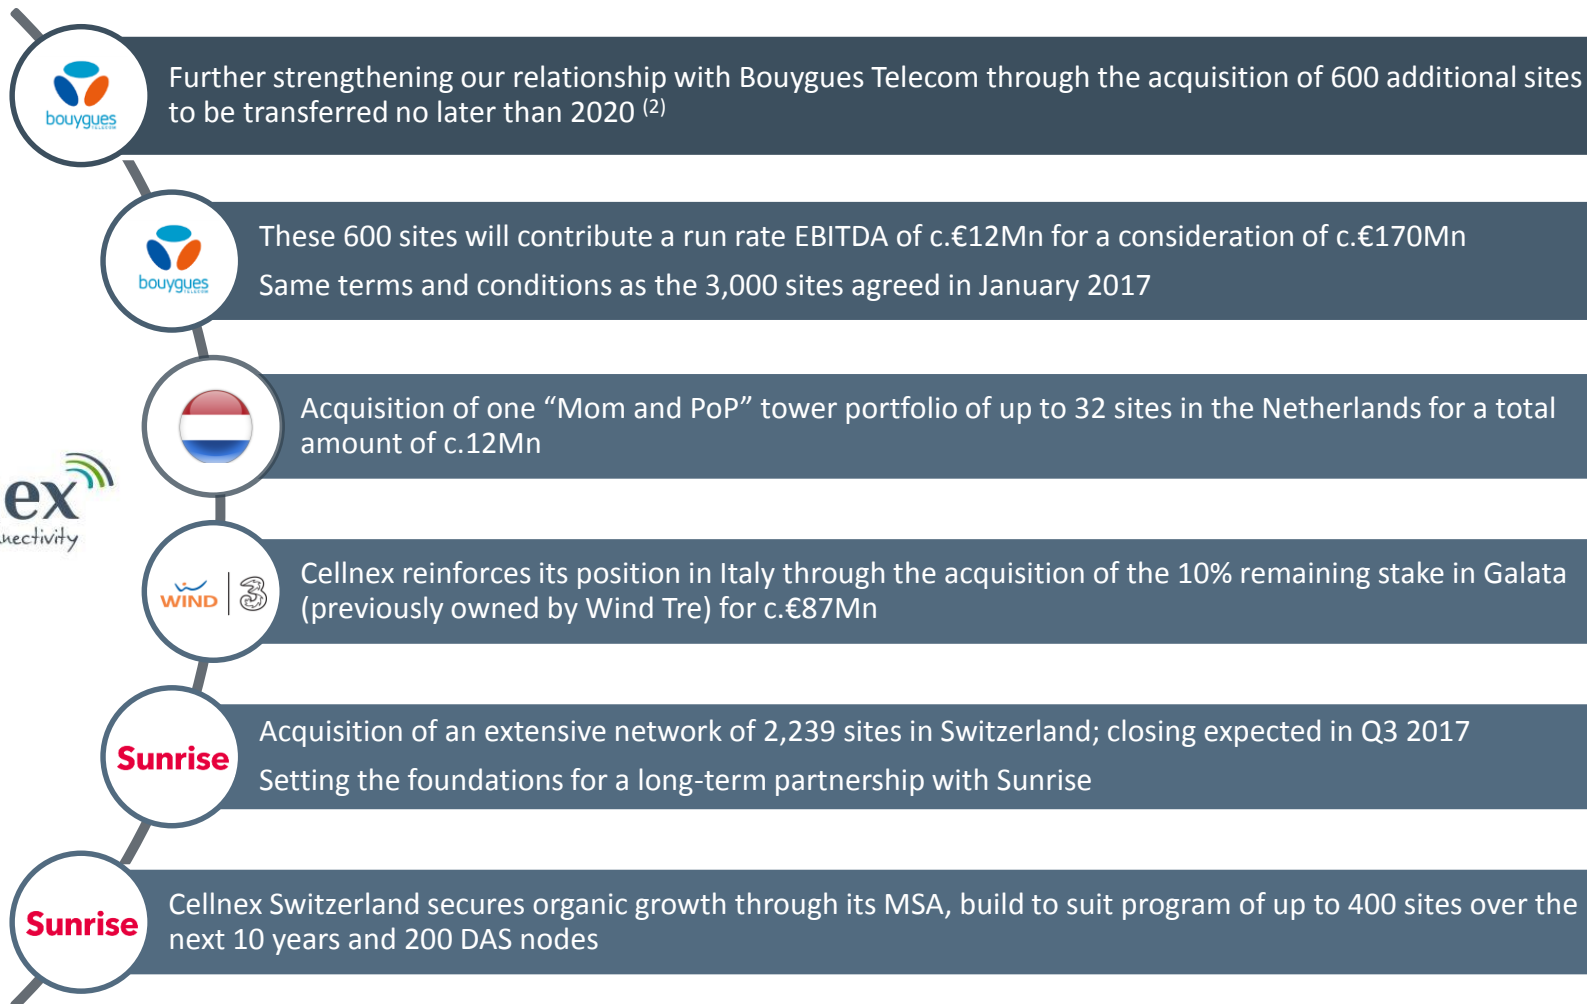 bouygues
TELECOM
Further strengthening our relationship with Bouygues Telecom through the acquisition of 600 additional sites
to be transferred no later than 2020 (2)
bouygues
TELECOM
These 600 sites will contribute a run rate EBITDA of c.€12Mn for a consideration of c.€170Mn
Same terms and conditions as the 3,000 sites agreed in January 2017
Acquisition of one “Mom and PoP” tower portfolio of up to 32 sites in the Netherlands for a total
amount of c.12Mn
ex
nnectivity
WIND 3
Cellnex reinforces its position in Italy through the acquisition of the 10% remaining stake in Galata
(previously owned by Wind Tre) for c.€87Mn
Sunrise
Acquisition of an extensive network of 2,239 sites in Switzerland; closing expected in Q3 2017
Setting the foundations for a long-term partnership with Sunrise
Sunrise
Cellnex Switzerland secures organic growth through its MSA, build to suit program of up to 400 sites over the
next 10 years and 200 DAS nodes